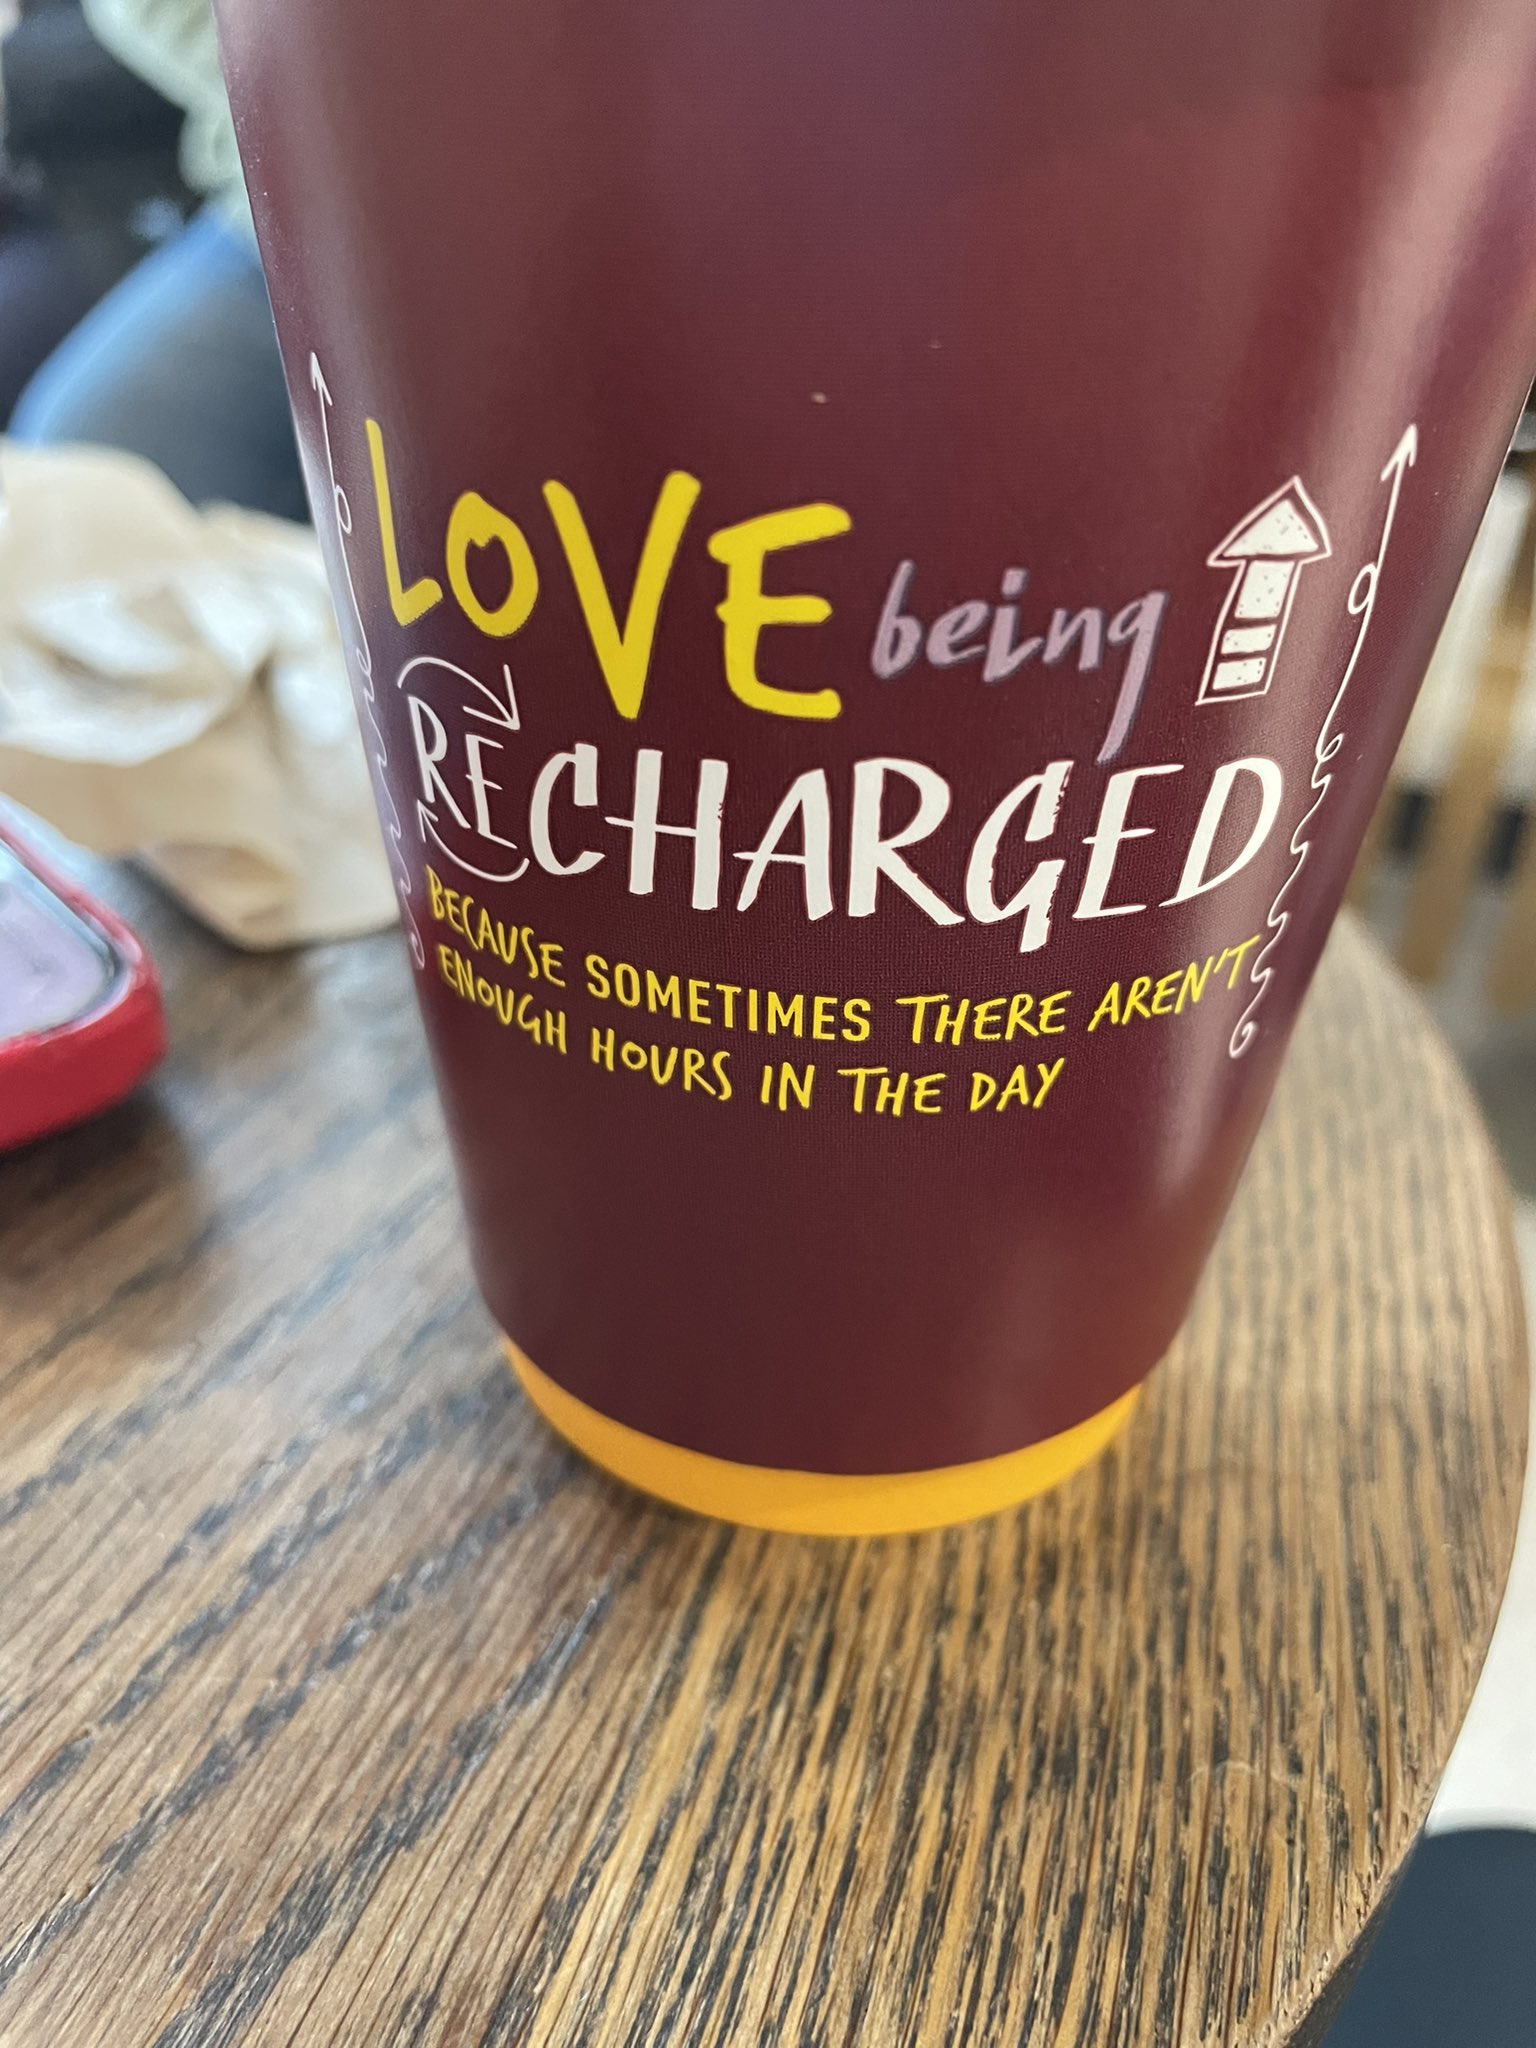 LOVE being
RECHARGED
BECAUSE SOMETIMES THERE AREN'T
ENOUGH HOURS IN THE DAY